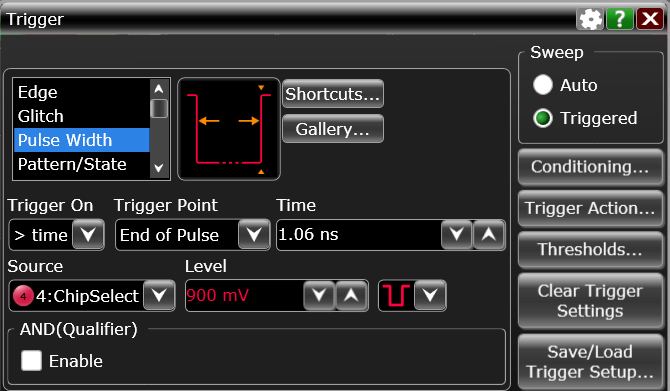 Trigger
?
X
Sweep
Auto
Triggered
Edge
Glitch
Pulse Width
Pattern/State
Shortcuts...
Gallery...
Conditioning...
Trigger Action...
Thresholds...
Clear Trigger
Settings
Save/Load
Trigger Setup...
Trigger On
Trigger Point
Time
> time
End of Pulse
1.06 ns
Source
Level
4
4:ChipSelect
900 mV
AND(Qualifier)
Enable